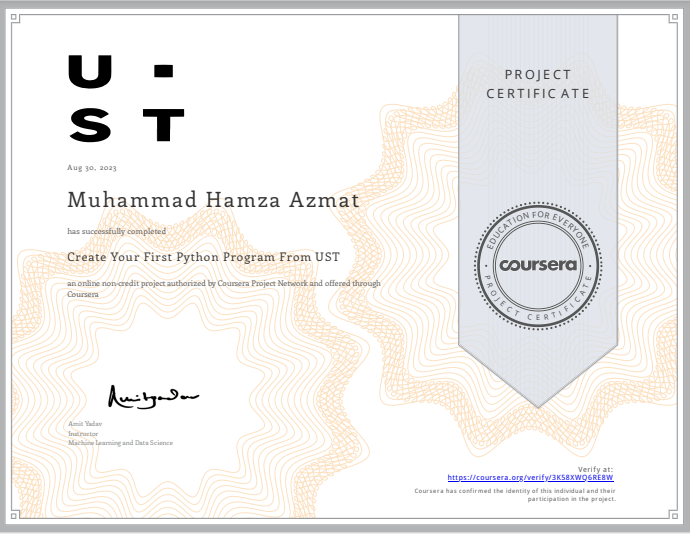 U ·
S T
Aug 30, 2023
Muhammad Hamza Azmat
has successfully completed
Create Your First Python Program From UST
an online non-credit project authorized by Coursera Project Network and offered through
Coursera
Amit Yadav
Amit Yadav
Instructor
Machine Learning and Data Science
PROJECT
CERTIFICATE
EDUCATION FOR EVERYONE
coursera
PROJECT CERTIFICATE
Verify at:
https://coursera.org/verify/3K58XWQ6RE8W
Coursera has confirmed the identity of this individual and their
participation in the project.